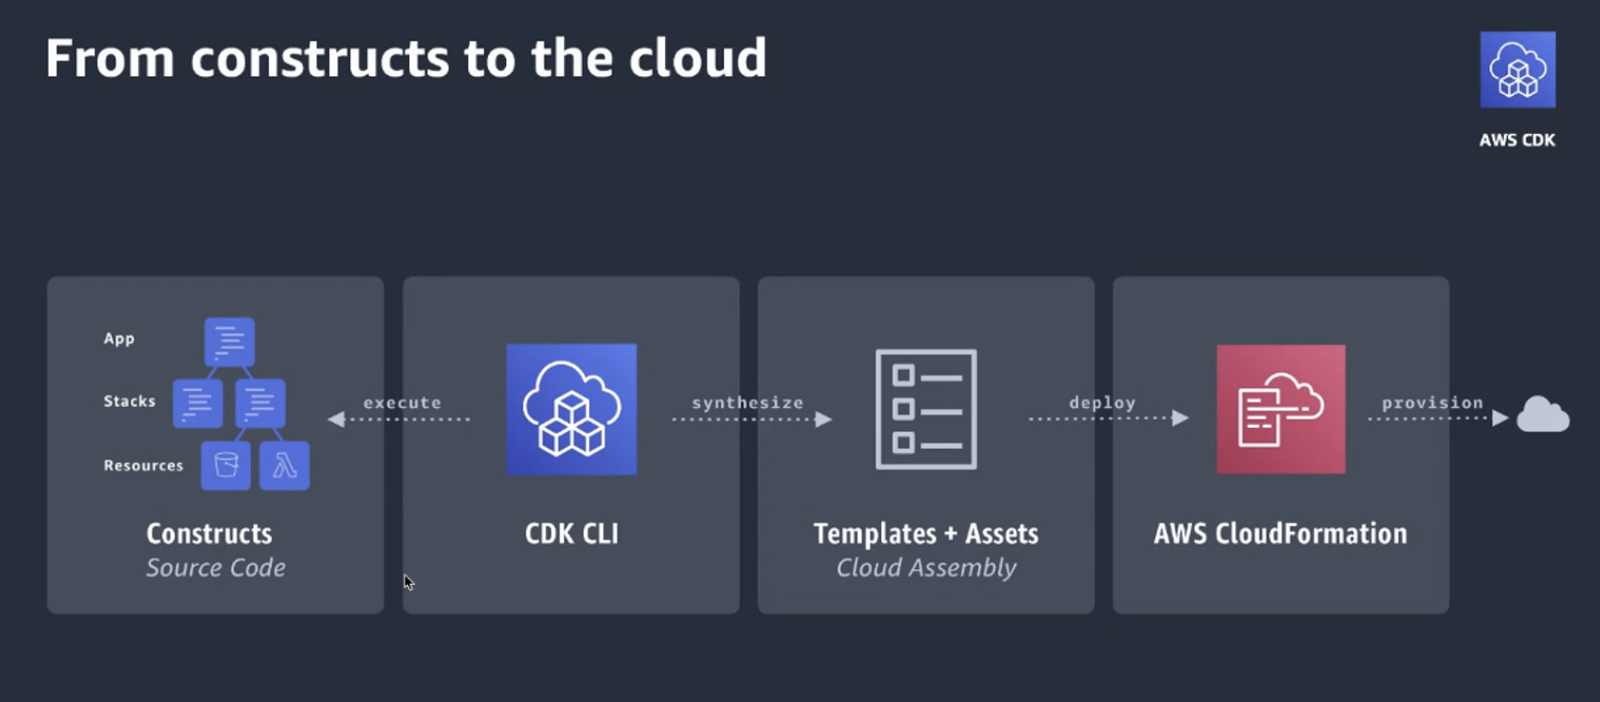 From constructs to the cloud
AWS CDK
App
Stacks
Resources
execute
synthesize
deploy
provision
Constructs
Source Code
CDK CLI
Templates + Assets
Cloud Assembly
AWS CloudFormation